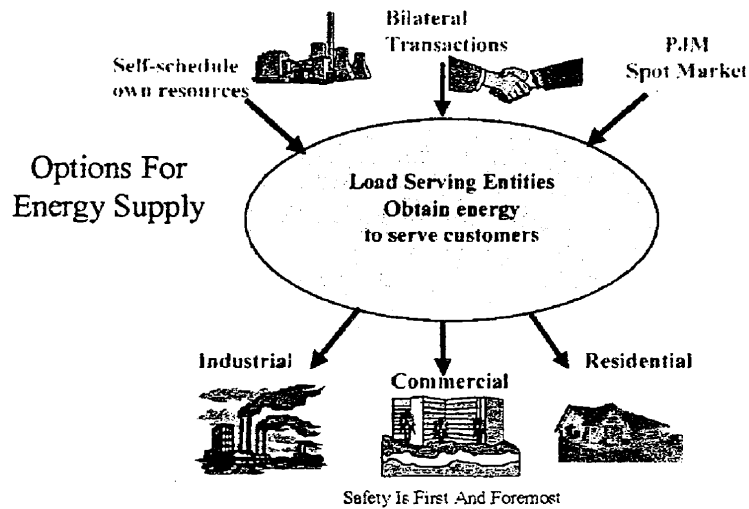 Bilateral
Transactions
Self-schedule
own resources
PJM
Spot Market
Options For
Energy Supply
Load Serving Entities
Obtain energy
to serve customers
Industrial
Commercial
Residential
Safety Is First And Foremost